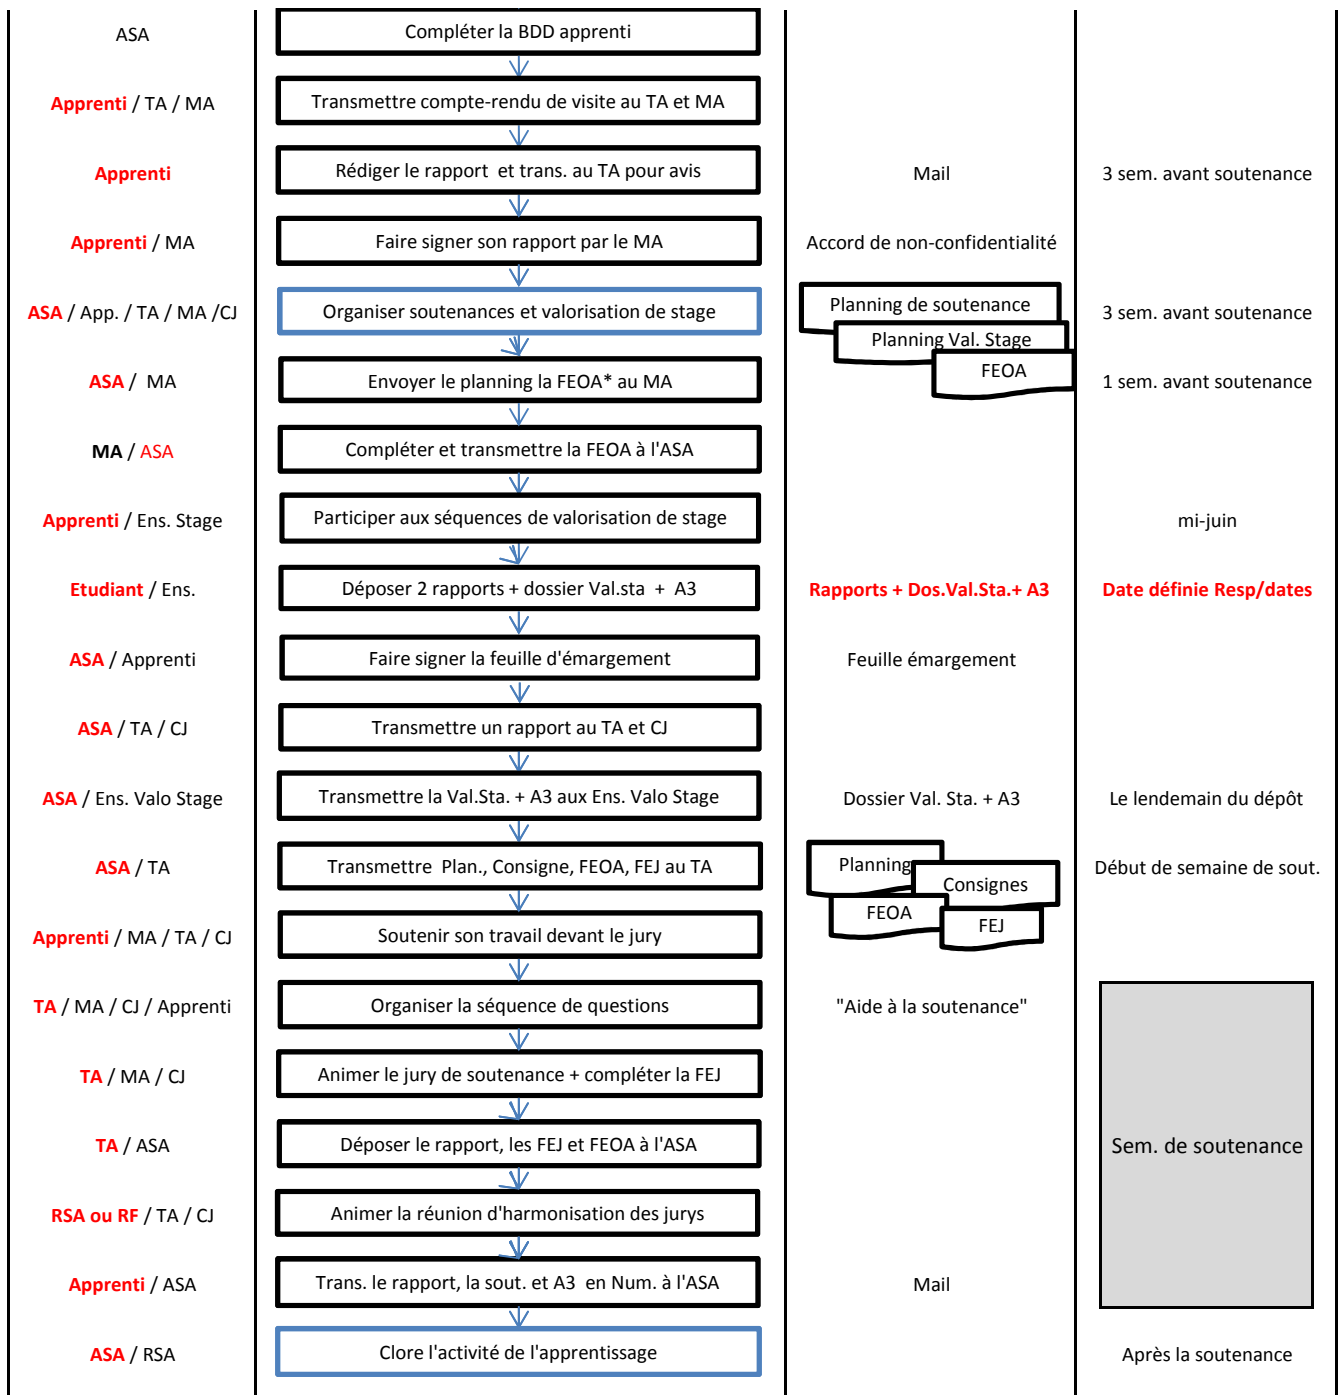 ASA
Compléter la BDD apprenti
Apprenti / TA / MA
Transmettre compte-rendu de visite au TA et MA
Apprenti
Rédiger le rapport et trans. au TA pour avis
Mail
3 sem. avant soutenance
Apprenti / MA
Faire signer son rapport par le MA
Accord de non-confidentialité
ASA / App. / TA / MA /CJ
Organiser soutenances et valorisation de stage
Planning de soutenance
3 sem. avant soutenance
Planning Val. Stage
FEOA
ASA / MA
Envoyer le planning la FEOA* au MA
1 sem. avant soutenance
MA / ASA
Compléter et transmettre la FEOA à l'ASA
Apprenti / Ens. Stage
Participer aux séquences de valorisation de stage
mi-juin
Etudiant / Ens.
Déposer 2 rapports + dossier Val.sta + A3
Rapports + Dos.Val.Sta.+ A3
Date définie Resp/dates
ASA / Apprenti
Faire signer la feuille d'émargement
Feuille émargement
ASA / TA / CJ
Transmettre un rapport au TA et CJ
ASA / Ens. Valo Stage
Transmettre la Val.Sta. + A3 aux Ens. Valo Stage
Dossier Val. Sta. + A3
Le lendemain du dépôt
ASA / TA
Transmettre Plan., Consigne, FEOA, FEJ au TA
Planning
Consignes
FEOA
FEJ
Début de semaine de sout.
Apprenti / MA / TA / CJ
Soutenir son travail devant le jury
TA / MA / CJ / Apprenti
Organiser la séquence de questions
"Aide à la soutenance"
TA / MA / CJ
Animer le jury de soutenance + compléter la FEJ
TA / ASA
Déposer le rapport, les FEJ et FEOA à l'ASA
Sem. de soutenance
RSA ou RF / TA / CJ
Animer la réunion d'harmonisation des jurys
Apprenti / ASA
Trans. le rapport, la sout. et A3 en Num. à l'ASA
Mail
ASA / RSA
Clore l'activité de l'apprentissage
Après la soutenance